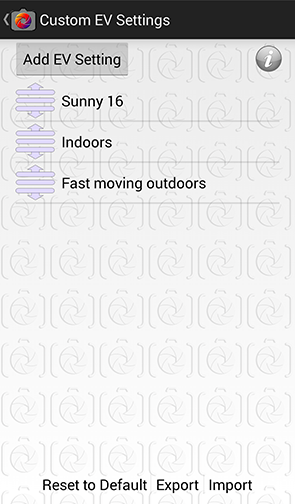 Custom EV Settings
Add EV Setting
i
Sunny 16
Indoors
Fast moving outdoors
Reset to Default Export Import